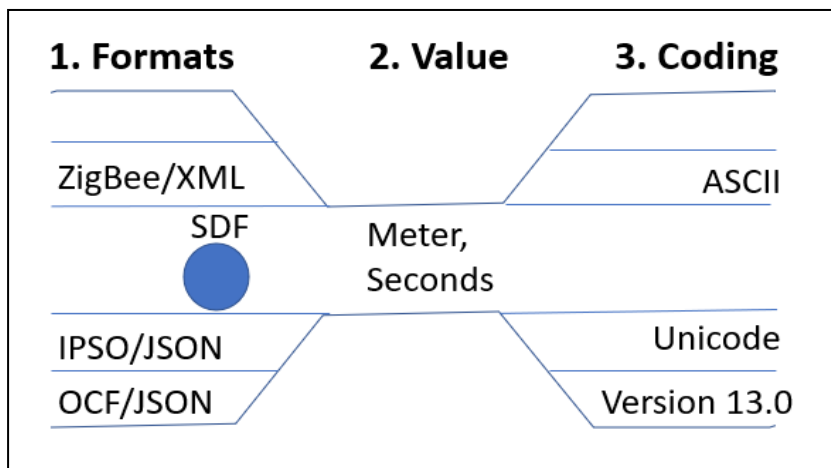 1. Formats
2. Value
3. Coding
ZigBee/XML
ASCII
SDF
Meter,
Seconds
IPSO/JSON
Unicode
OCF/JSON
Version 13.0